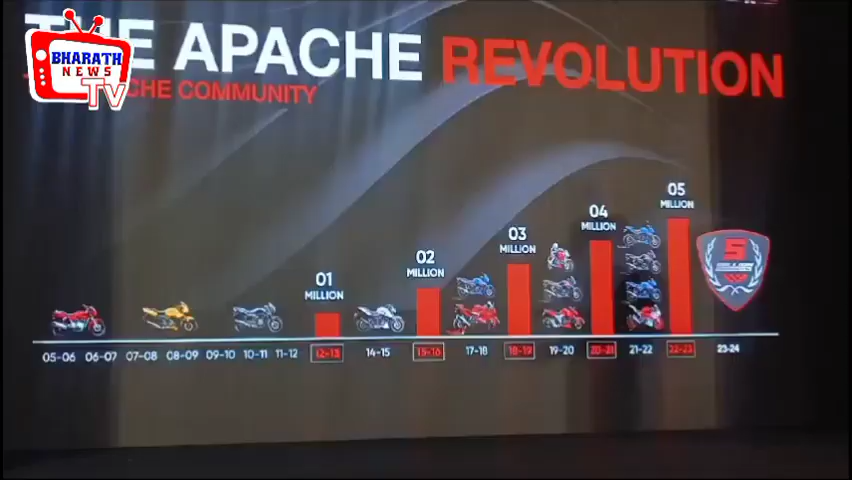 THE APACHE REVOLUTION
CHE COMMUNITY
BHARATH
NEWS
TV
01
MILLION
02
MILLION
03
MILLION
04
MILLION
05
MILLION
5
05-06 06-07 07-08 08-09 09-10 10-11 11-12 12-13 14-15 15-16 17-18 18-19 19-20 20-21 21-22 22-23 23-24